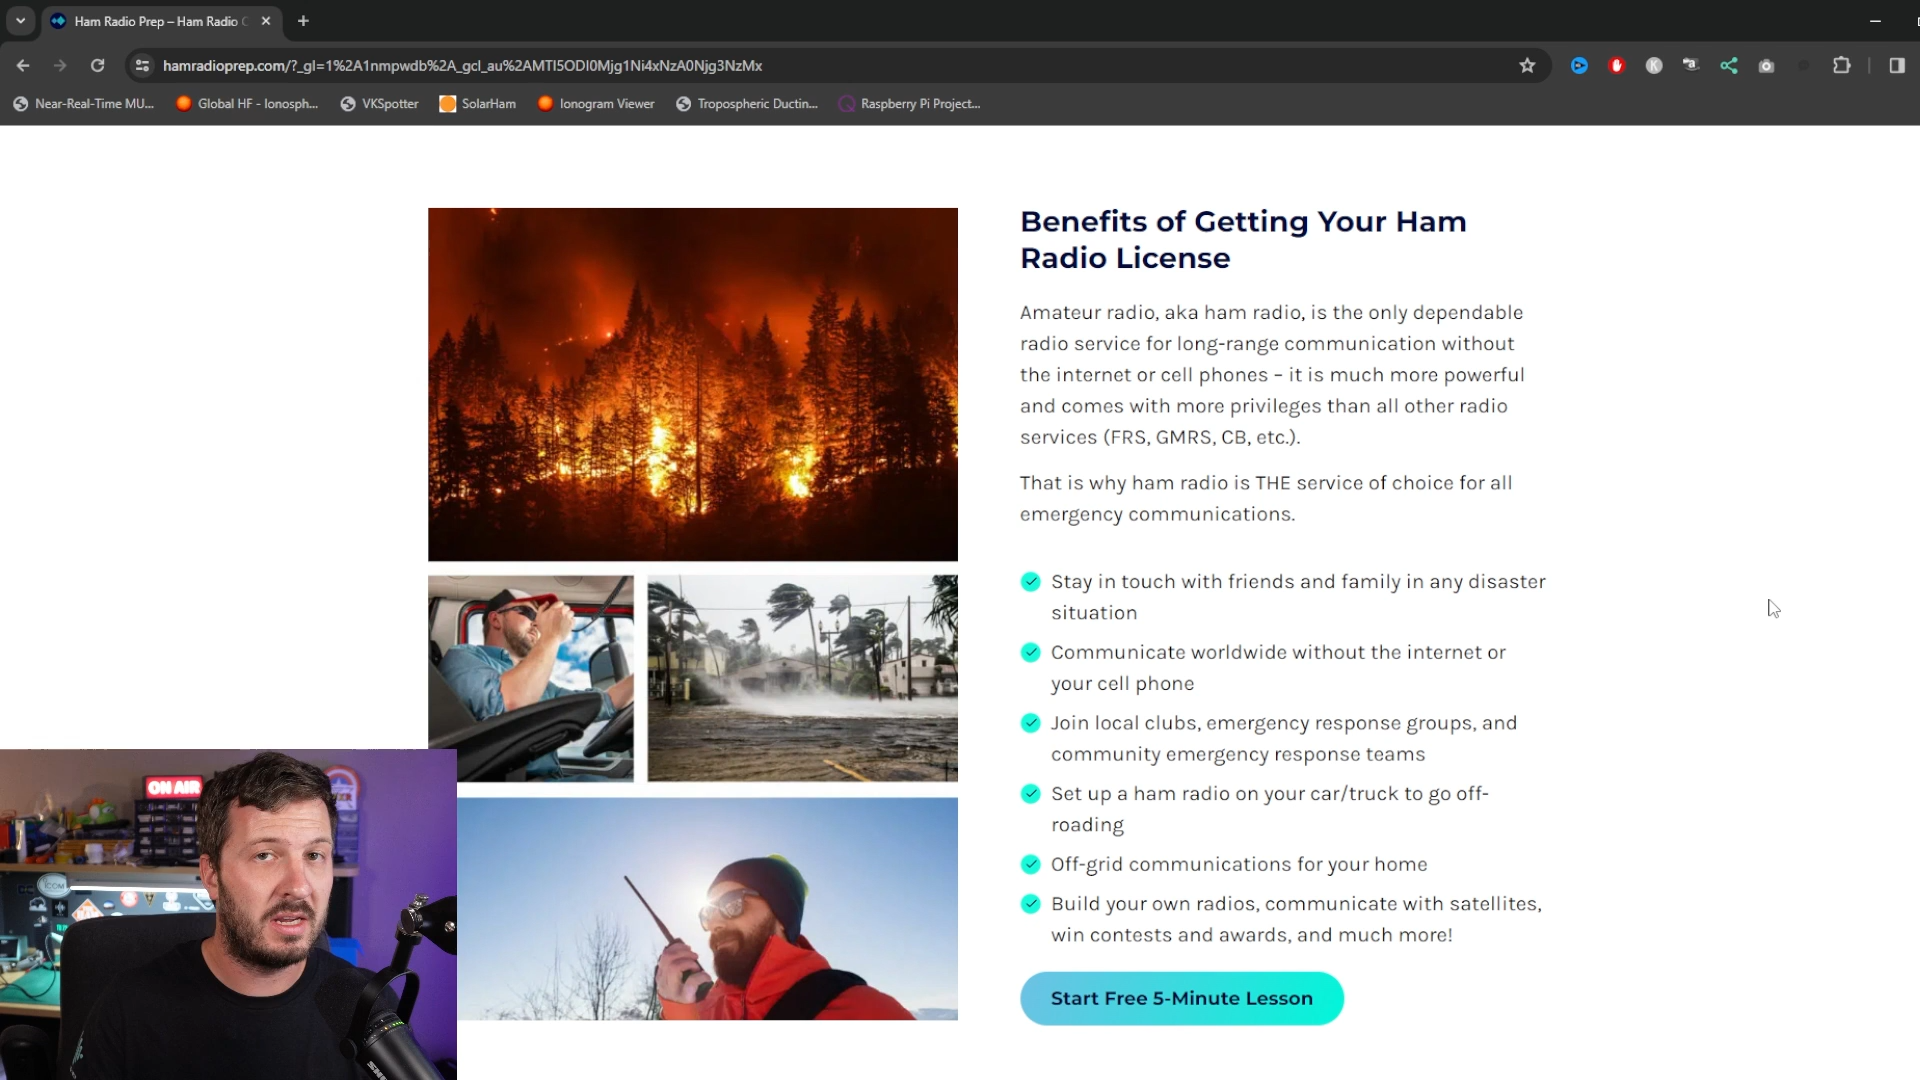 Ham Radio Prep – Ham Radio C
hamradioprep.com/?_gl=1%2A1nmpwdb%2A_gcl_au%2AMTI5ODI0Mjg1Ni4xNzA0Njg3NzMx
Near-Real-Time MU...
Global HF - Ionosph...
VKSpotter
SolarHam
Ionogram Viewer
Tropospheric Ductin...
Raspberry Pi Project...
Benefits of Getting Your Ham
Radio License
Amateur radio, aka ham radio, is the only dependable
radio service for long-range communication without
the internet or cell phones – it is much more powerful
and comes with more privileges than all other radio
services (FRS, GMRS, CB, etc.).
That is why ham radio is THE service of choice for all
emergency communications.
Stay in touch with friends and family in any disaster
situation
Communicate worldwide without the internet or
your cell phone
Join local clubs, emergency response groups, and
community emergency response teams
Set up a ham radio on your car/truck to go off-
roading
Off-grid communications for your home
Build your own radios, communicate with satellites,
win contests and awards, and much more!
Start Free 5-Minute Lesson
ON AIR
ICOM